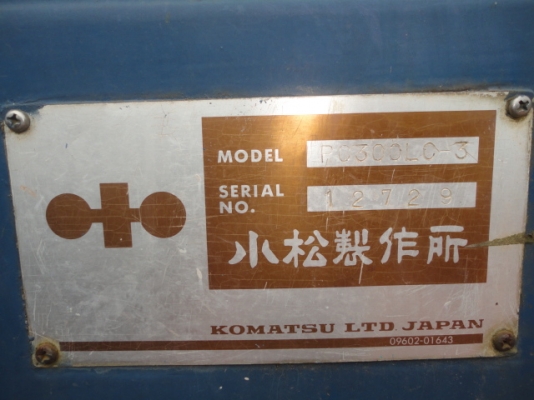 MODEL PC300LC-3
SERIAL NO. 12729
小松製作所
KOMATSU LTD. JAPAN
09602-01643